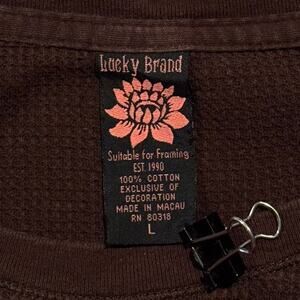 Lucky Brand
Suitable for Framing
EST. 1990
100% COTTON
EXCLUSIVE OF
DECORATION
MADE IN MACAU
RN 80318
L